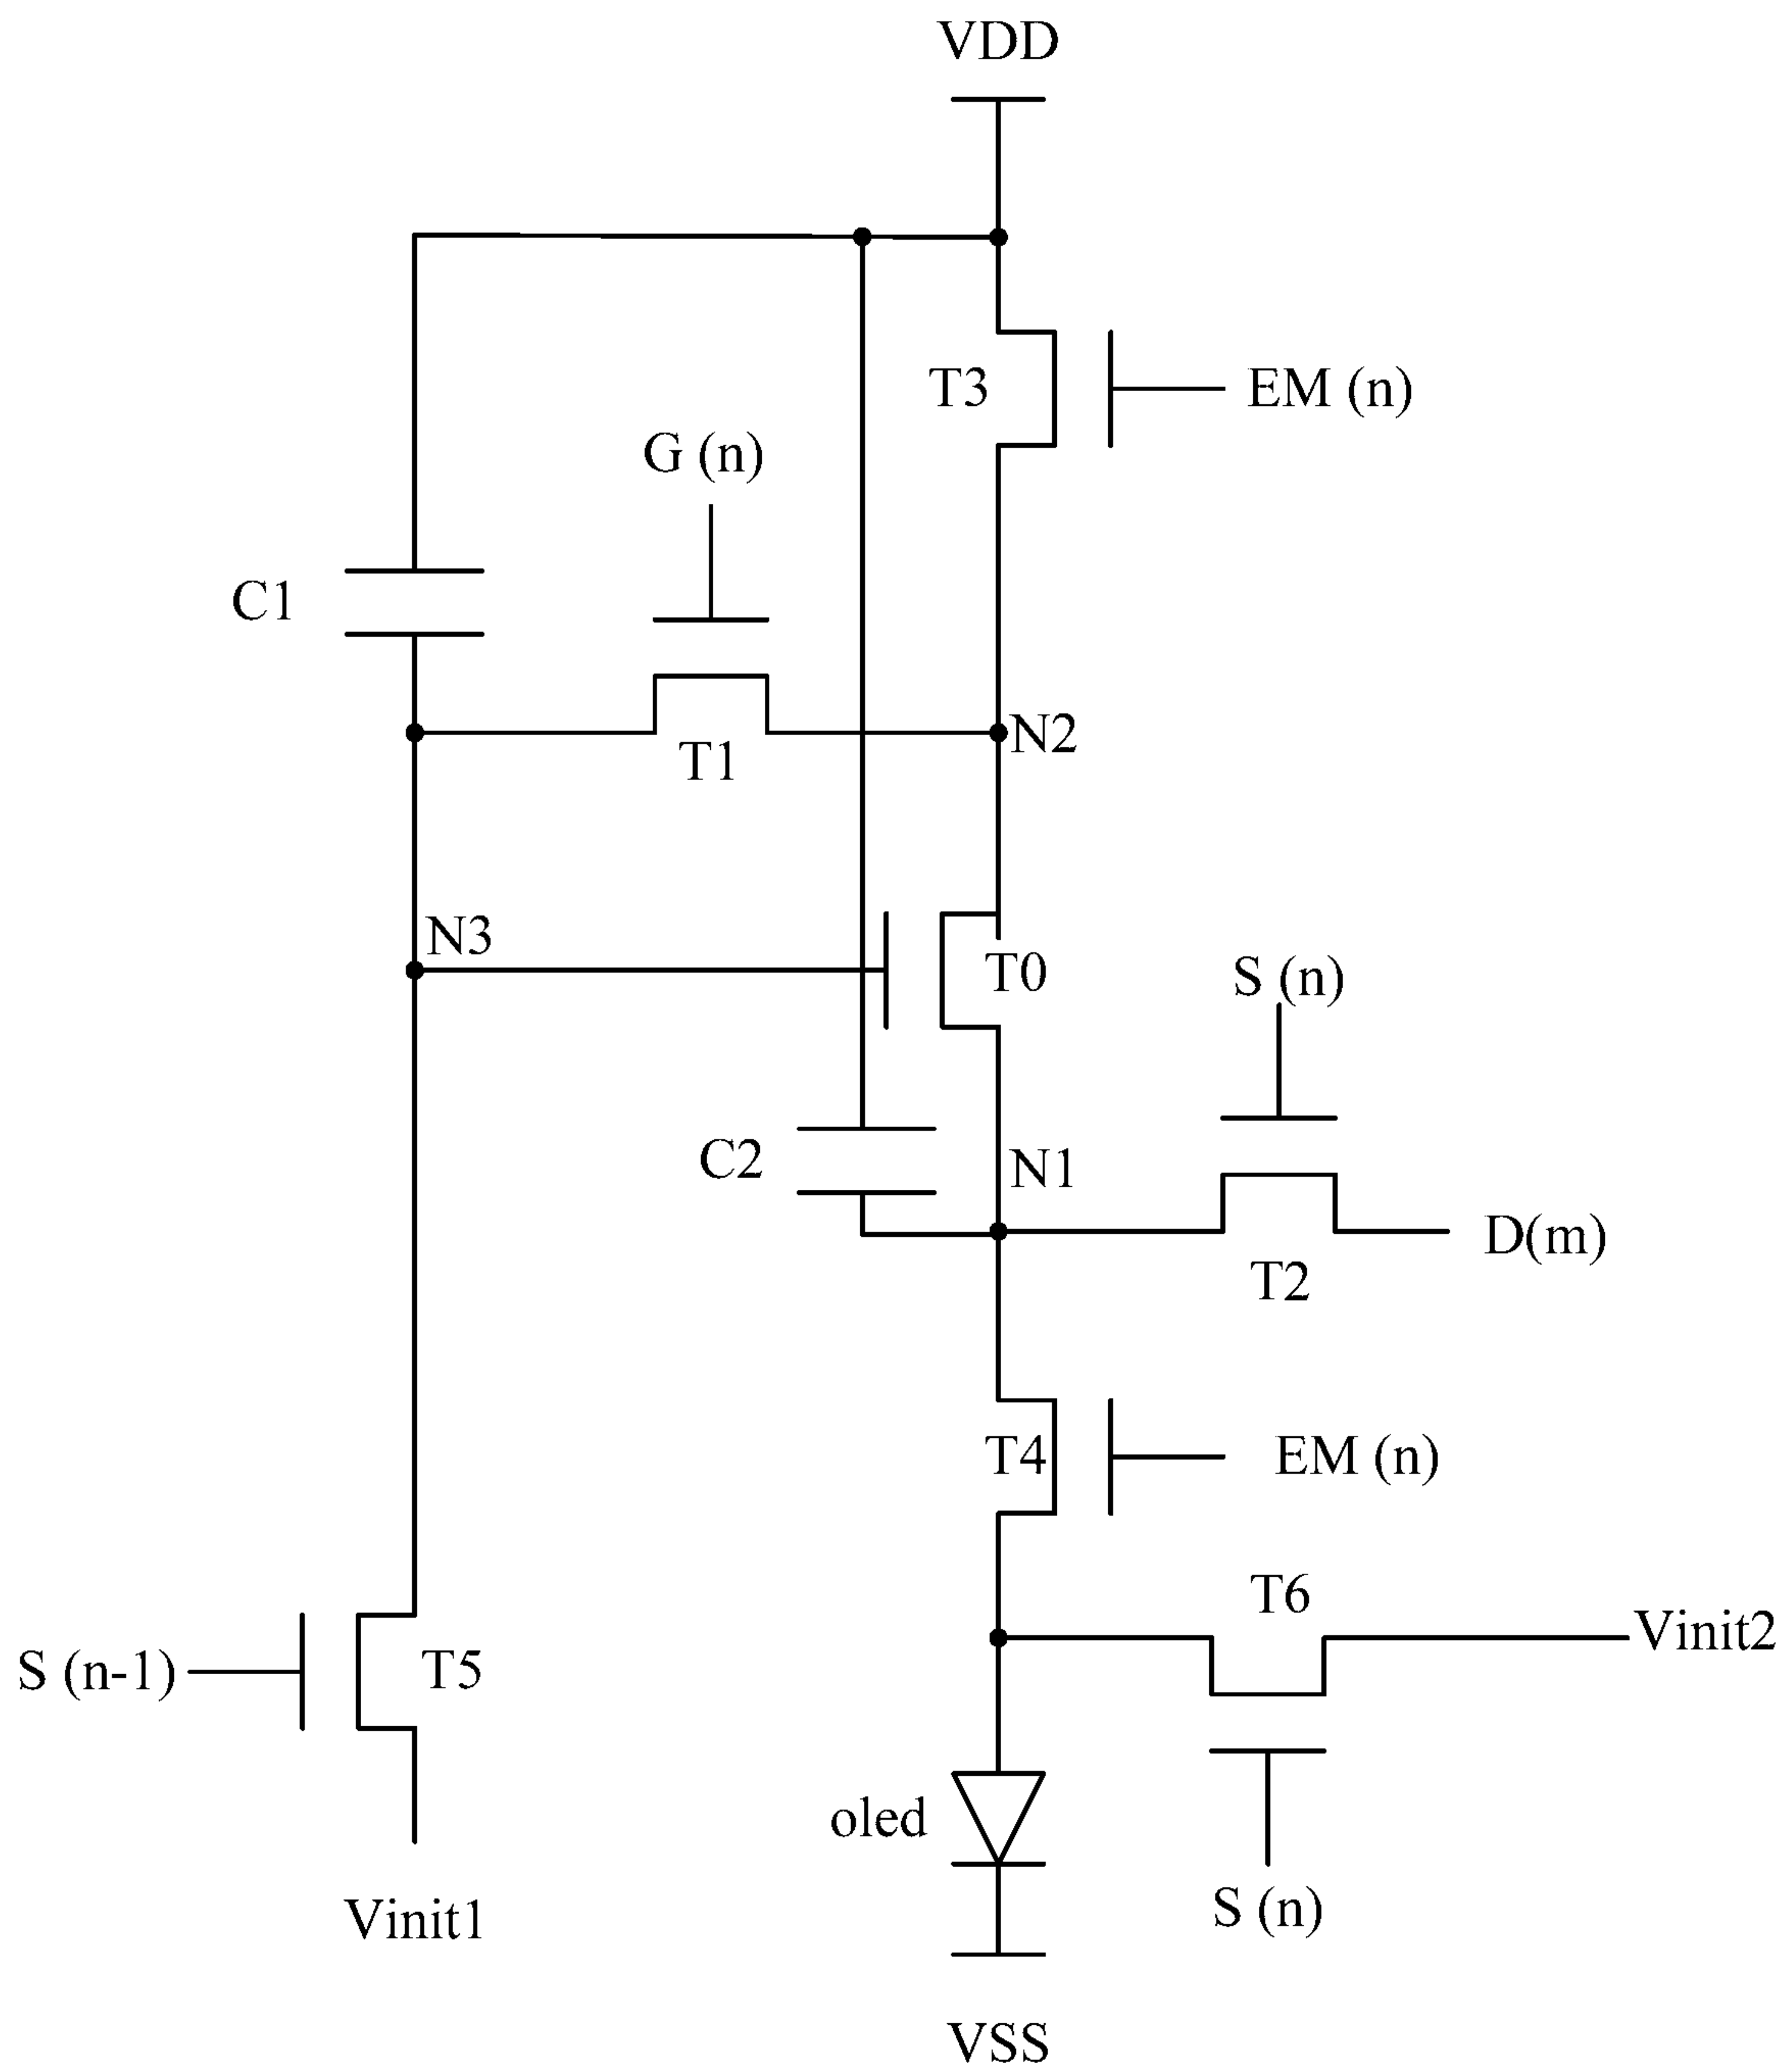 VDD
T3
EM (n)
G (n)
C1
N2
T1
N3
T0
S (n)
C2
N1
D(m)
T2
T4
EM (n)
T6
Vinit2
S (n-1)
T5
oled
Vinit1
S (n)
VSS